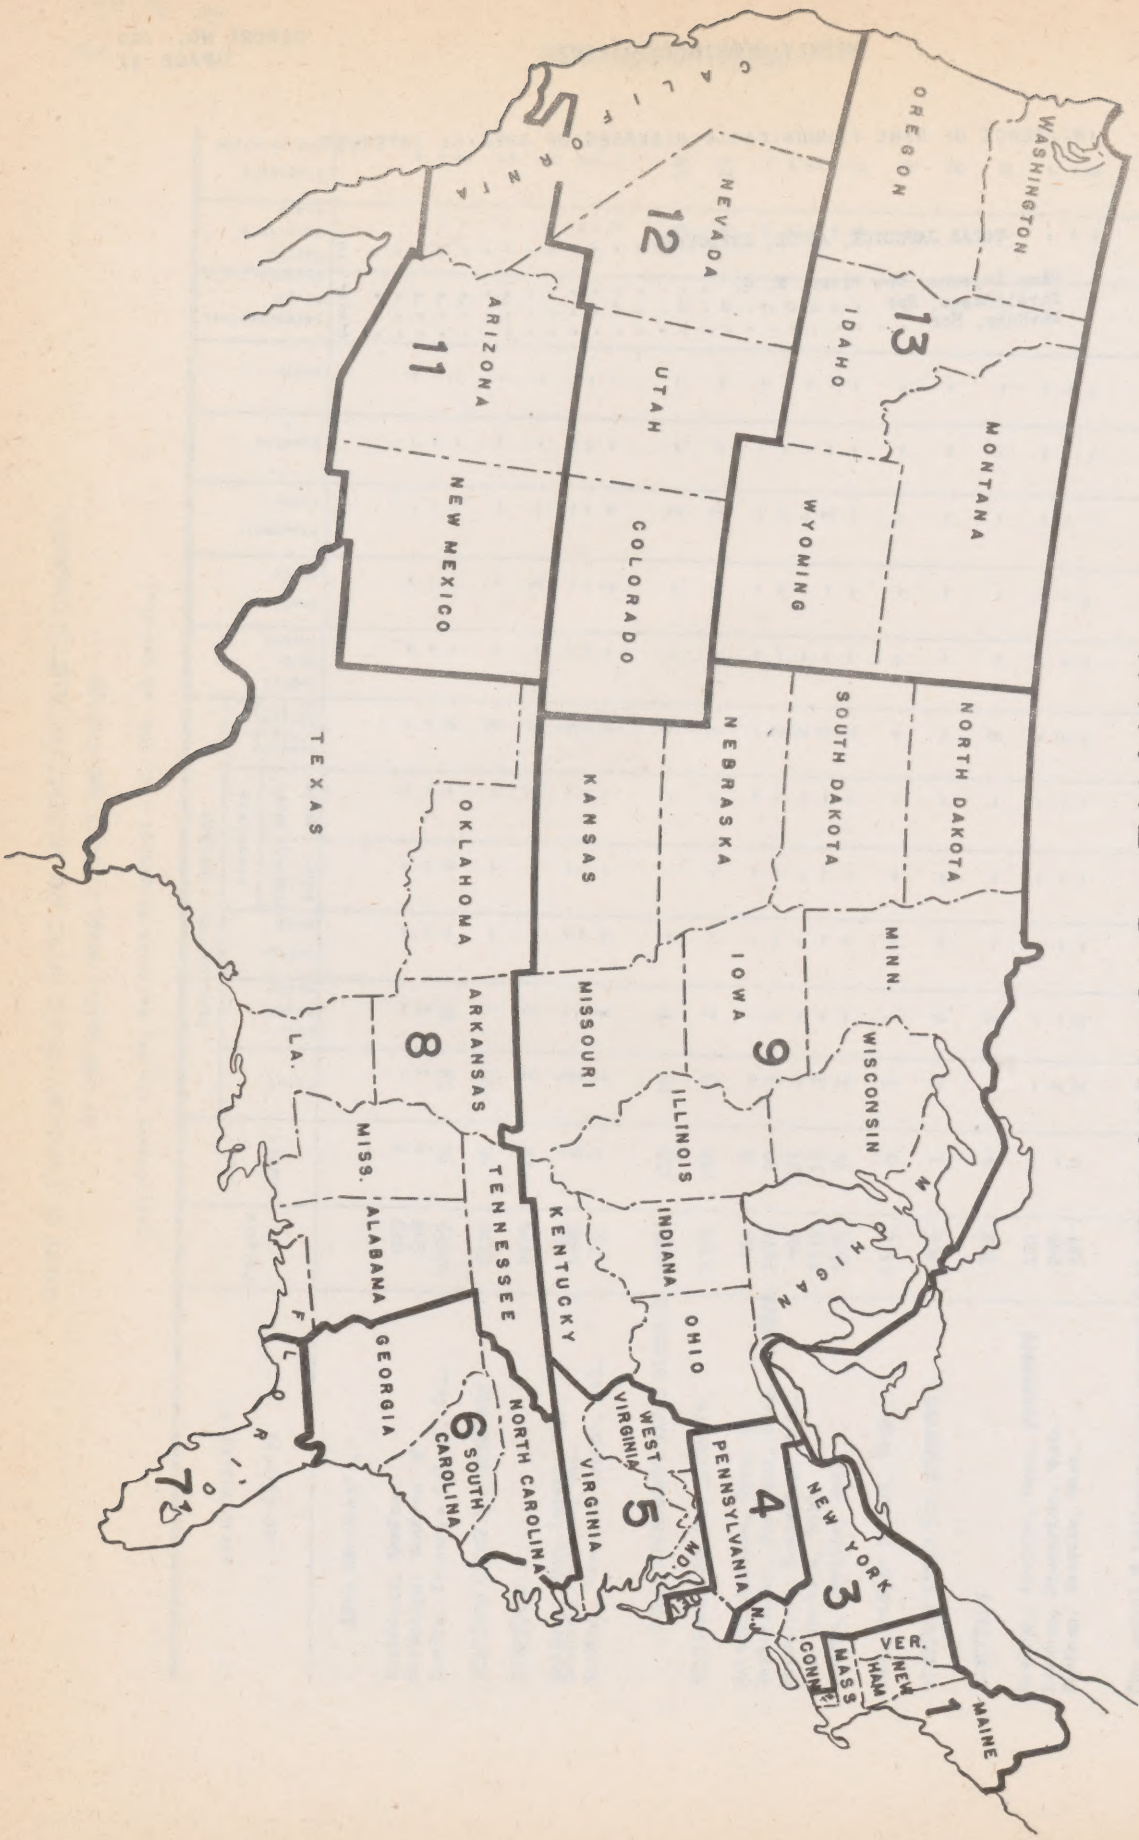 WASHINGTON
OREGON
CALIFORNIA
NEVADA
12
13
IDAHO
MONTANA
WYOMING
UTAH
COLORADO
ARIZONA
11
NEW MEXICO
NORTH DAKOTA
SOUTH DAKOTA
NEBRASKA
KANSAS
OKLAHOMA
TEXAS
MINN.
IOWA
9
MISSOURI
ARKANSAS
8
LA.
WISCONSIN
ILLINOIS
MICHIGAN
INDIANA
OHIO
KENTUCKY
TENNESSEE
MISS.
ALABAMA
GEORGIA
FLORIDA
7
6
SOUTH
CAROLINA
NORTH CAROLINA
VIRGINIA
WEST
VIRGINIA
5
MD.
PENNSYLVANIA
4
N.J.
NEW YORK
3
CONN
MASS
VER.
NEW
HAM
1
MAINE